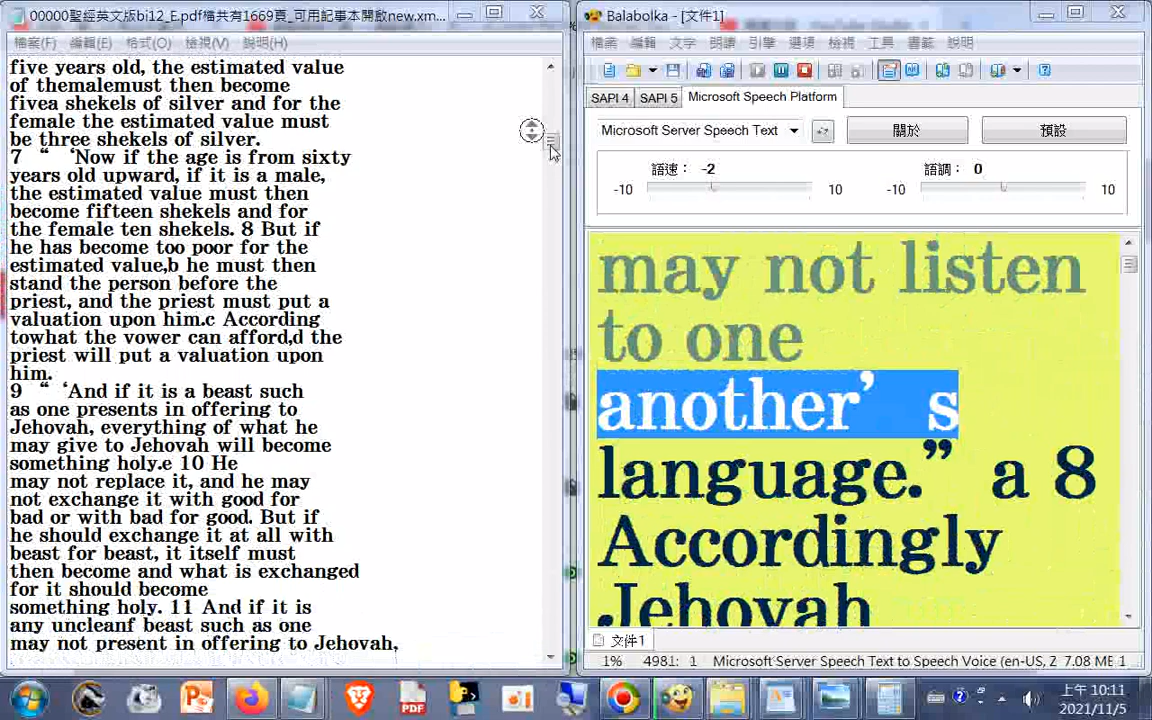 00000聖經英文版bi12_E.pdf檔共有1669頁_可用記事本開啟new.xm...
檔案(F) 編輯(E) 格式(O) 檢視(V) 說明(H)
five years old, the estimated value
of themalemust then become
fivea shekels of silver and for the
female the estimated value must
be three shekels of silver.
7 “ ‘Now if the age is from sixty
years old upward, if it is a male,
the estimated value must then
become fifteen shekels and for
the female ten shekels. 8 But if
he has become too poor for the
estimated value,b he must then
stand the person before the
priest, and the priest must put a
valuation upon him.c According
towhat the vower can afford,d the
priest will put a valuation upon
him.
9 “ ‘And if it is a beast such
as one presents in offering to
Jehovah, everything of what he
may give to Jehovah will become
something holy.e 10 He
may not replace it, and he may
not exchange it with good for
bad or with bad for good. But if
he should exchange it at all with
beast for beast, it itself must
then become and what is exchanged
for it should become
something holy. 11 And if it is
any uncleanf beast such as one
may not present in offering to Jehovah,
Balabolka - [文件1]
檔案 編輯 文字 朗讀 引擎 選項 檢視 工具 書籤 說明
SAPI 4 SAPI 5 Microsoft Speech Platform
Microsoft Server Speech Text 關於 預設
語速： -2 語調： 0
-10 10 -10 10
may not listen
to one
another’ s
language.” a 8
Accordingly
Jehovah
文件1
1% 4981: 1 Microsoft Server Speech Text to Speech Voice (en-US, 2 7.08 ME 1
上午 10:11
2021/11/5